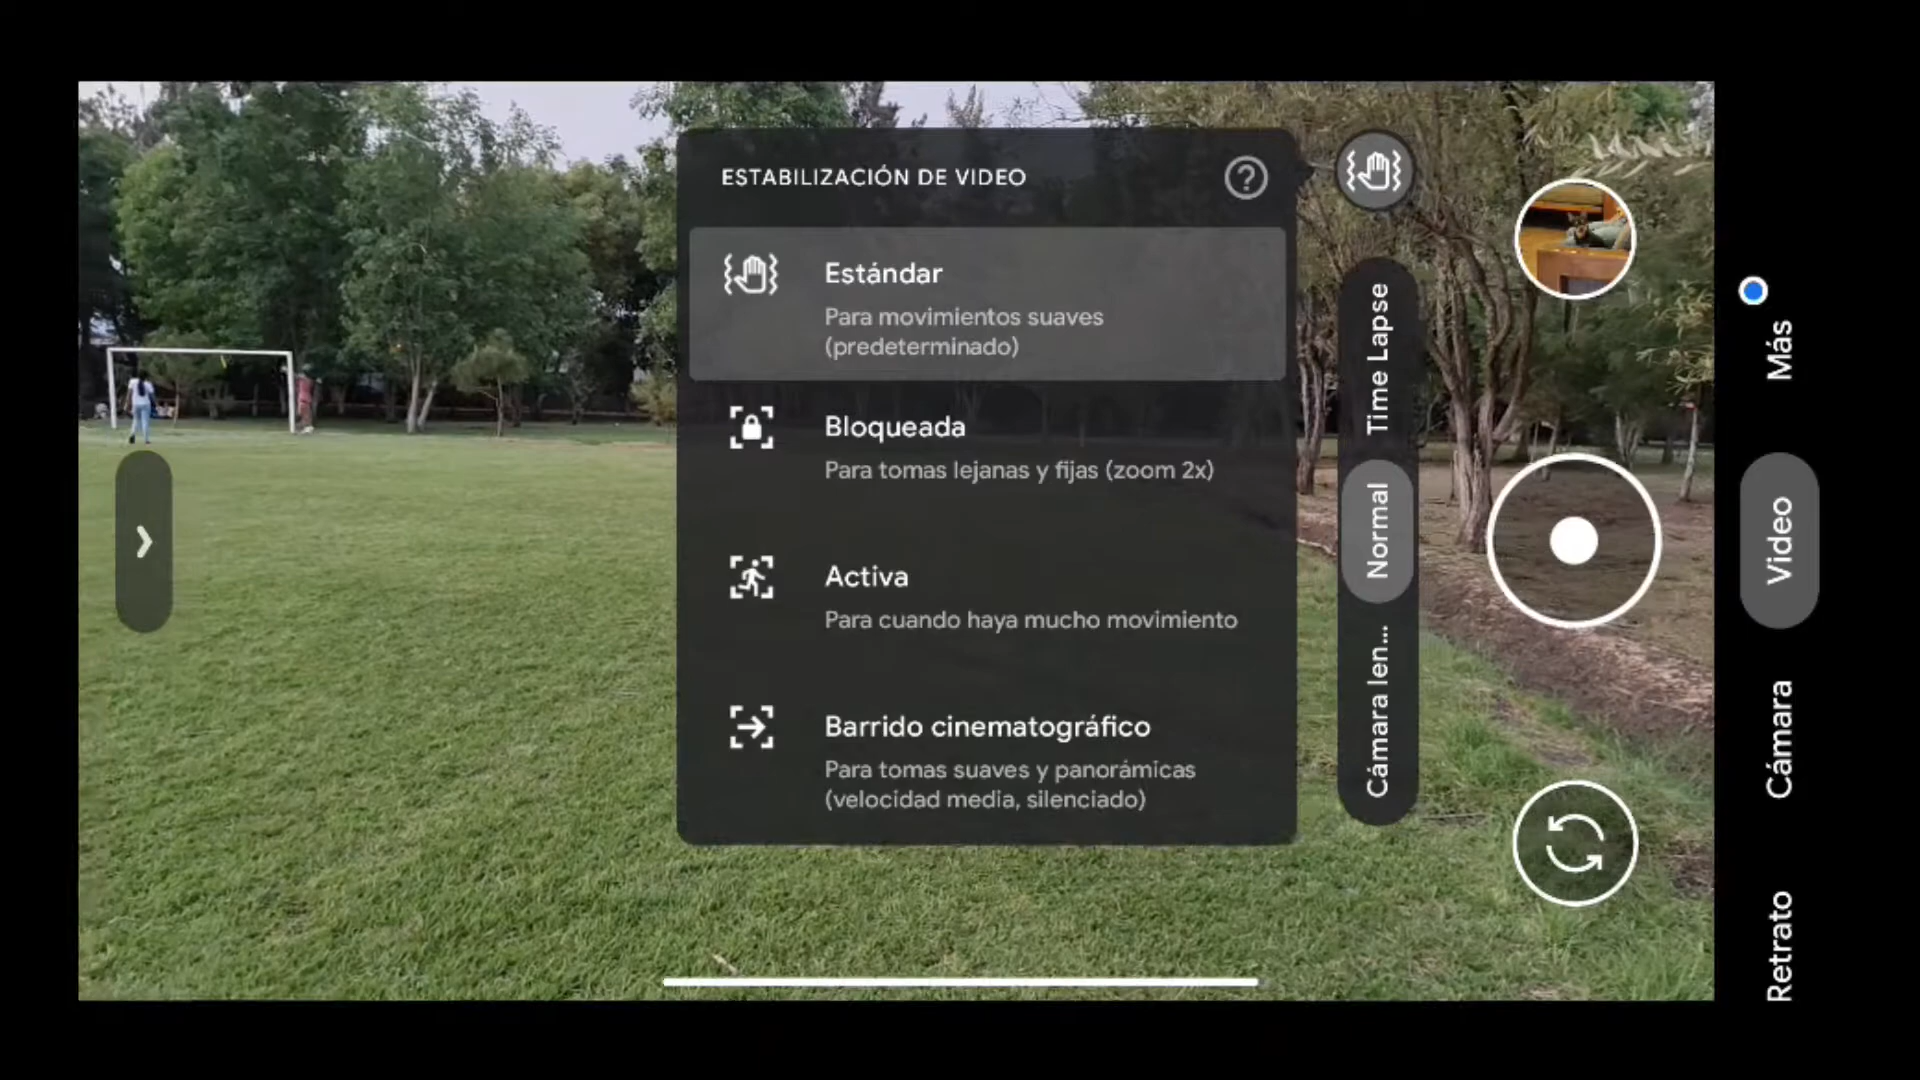 ESTABILIZACIÓN DE VIDEO
Estándar
Para movimientos suaves
(predeterminado)
Bloqueada
Para tomas lejanas y fijas (zoom 2x)
Activa
Para cuando haya mucho movimiento
Barrido cinematográfico
Para tomas suaves y panorámicas
(velocidad media, silenciado)
Time Lapse
Normal
Cámara len...
Más
Video
Cámara
Retrato